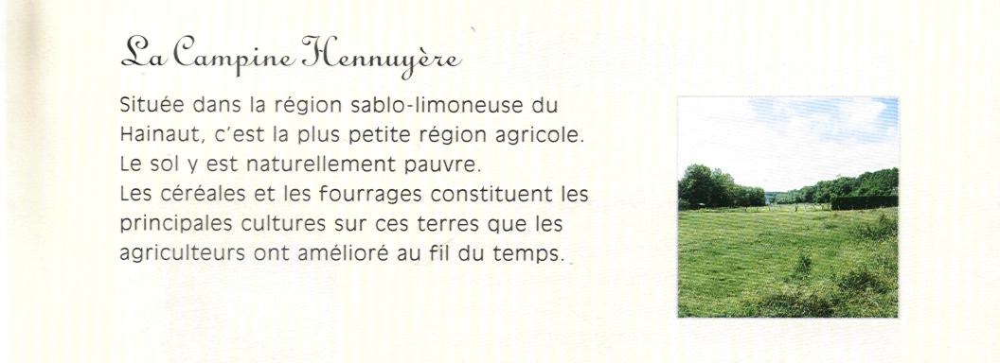 La Campine Hennuyère
Située dans la région sablo-limoneuse du
Hainaut, c'est la plus petite région agricole.
Le sol y est naturellement pauvre.
Les céréales et les fourrages constituent les
principales cultures sur ces terres que les
agriculteurs ont amélioré au fil du temps.